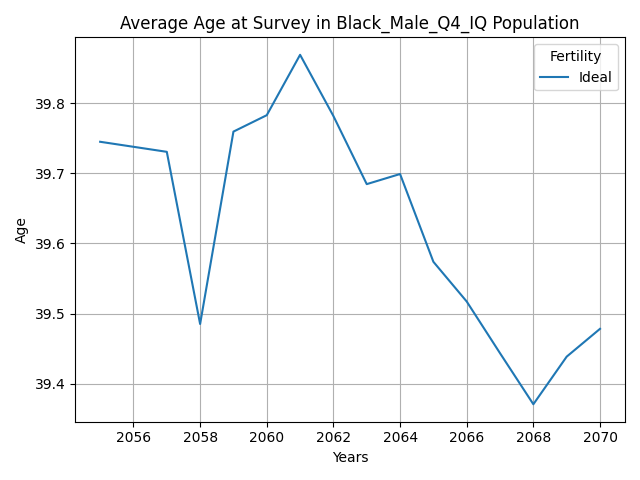 Average Age at Survey in Black_Male_Q4_IQ Population
Fertility
Ideal
Age
39.8
39.7
39.6
39.5
39.4
2056 2058 2060 2062 2064 2066 2068 2070
Years